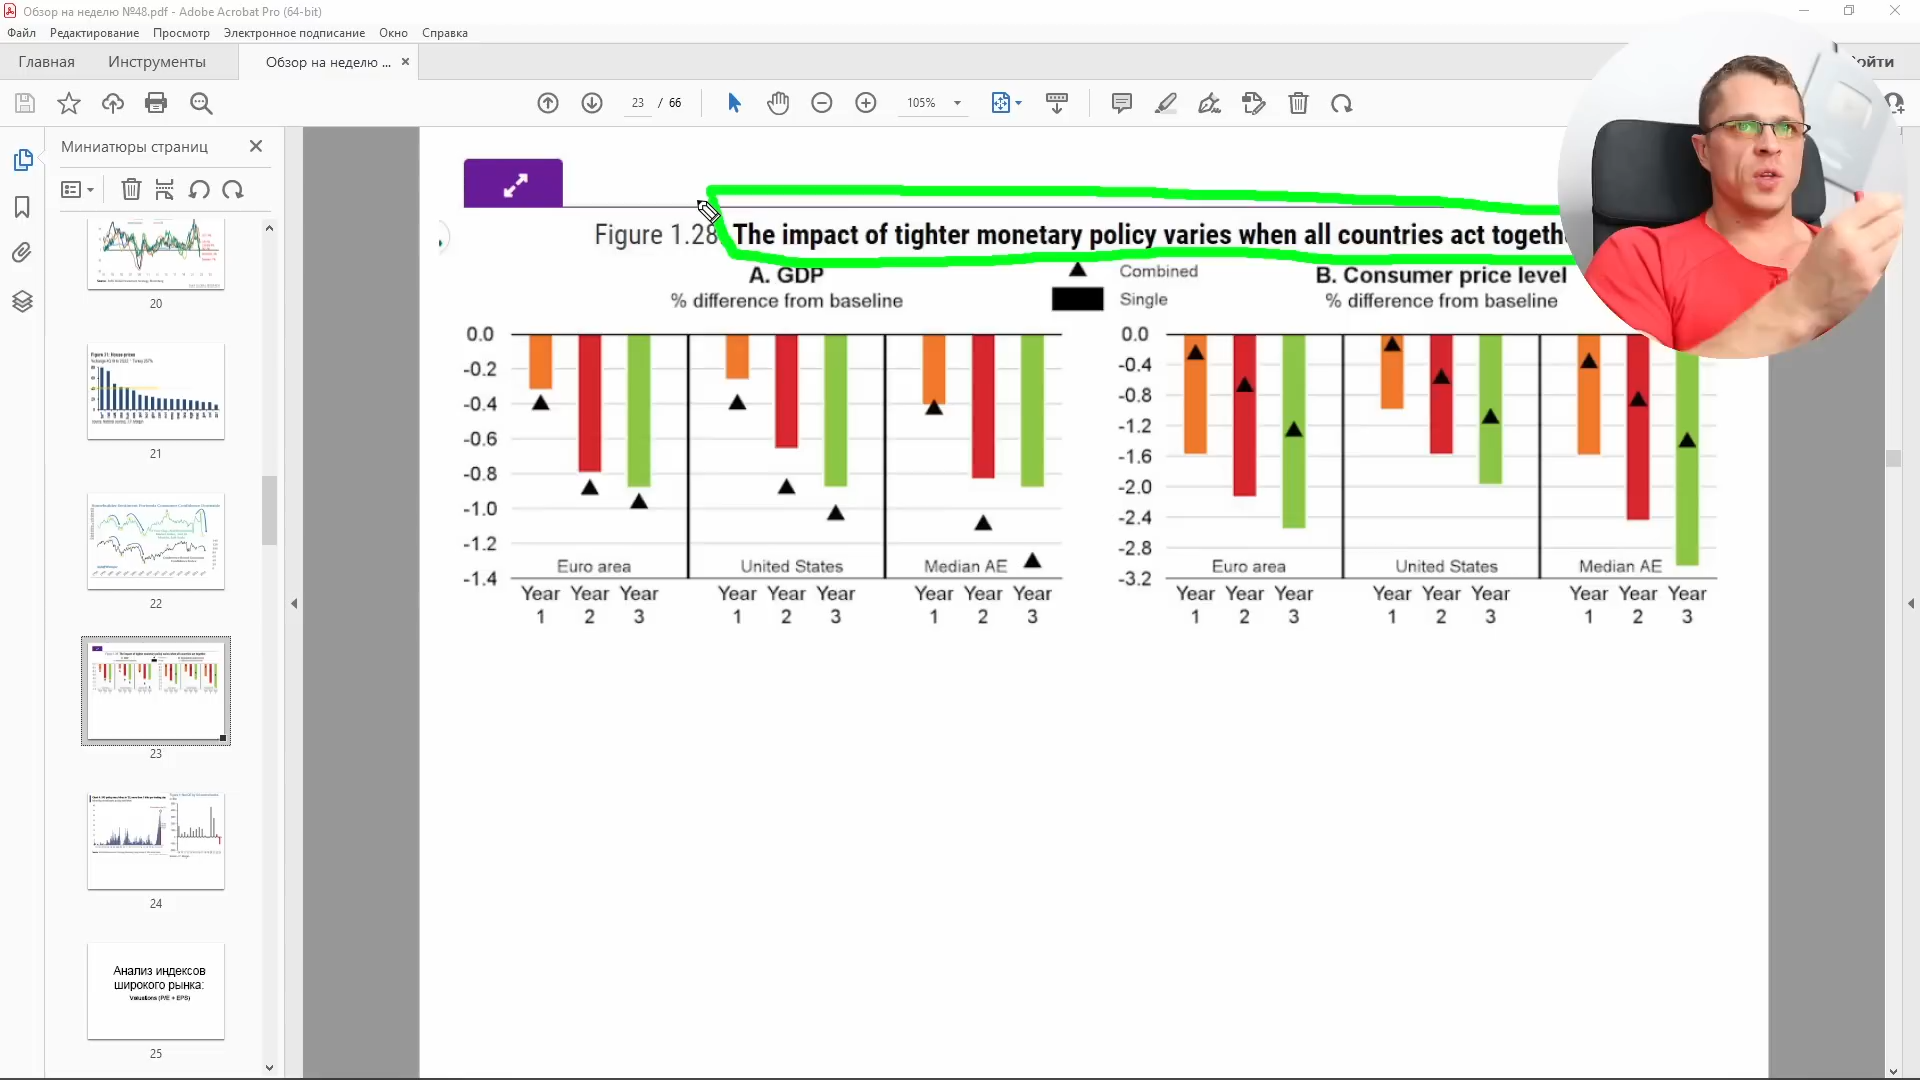 Обзор на неделю №48.pdf - Adobe Acrobat Pro (64-bit)
Файл Редактирование Просмотр Электронное подписание Окно Справка
Главная Инструменты Обзор на неделю ...
23 / 66 105%
Миниатюры страниц
20
21
22
23
24
Анализ индексов
широкого рынка:
Valuations (P/E + EPS)
25
Figure 1.28 The impact of tighter monetary policy varies when all countries act
A. GDP
% difference from baseline
Combined
Single
B. Consumer price level
% difference from baseline
0.0
-0.2
-0.4
-0.6
-0.8
-1.0
-1.2
-1.4
Euro area United States Median AE
Year Year Year Year Year Year Year Year Year
1 2 3 1 2 3 1 2 3
0.0
-0.4
-0.8
-1.2
-1.6
-2.0
-2.4
-2.8
-3.2
Euro area United States Median AE
Year Year Year Year Year Year Year Year Year
1 2 3 1 2 3 1 2 3